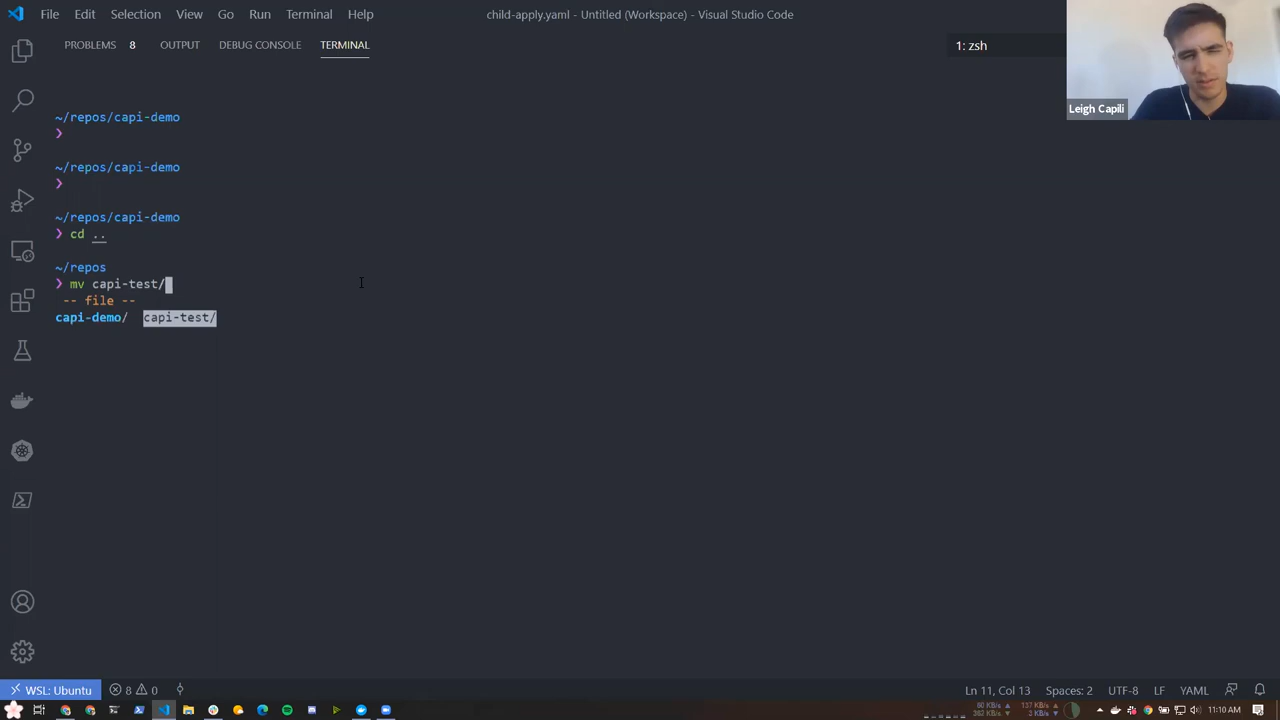 File Edit Selection View Go Run Terminal Help
child-apply.yaml - Untitled (Workspace) - Visual Studio Code
PROBLEMS 8 OUTPUT DEBUG CONSOLE TERMINAL
1: zsh
Leigh Capili
~/repos/capi-demo
❯
~/repos/capi-demo
❯
~/repos/capi-demo
❯ cd ..
~/repos
❯ mv capi-test/
-- file --
capi-demo/ capi-test/
WSL: Ubuntu 8 0
Ln 11, Col 13 Spaces: 2 UTF-8 LF YAML
11:10 AM